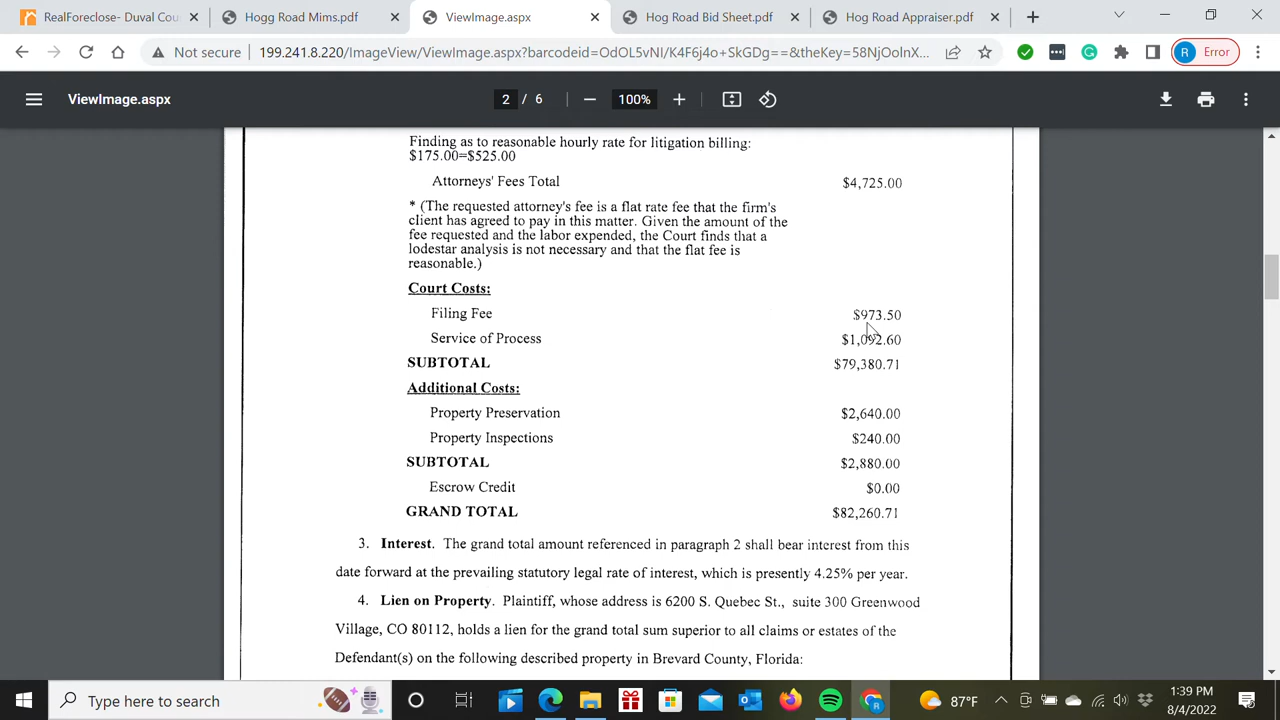 RealForeclose- Duval Cou
Hogg Road Mims.pdf
ViewImage.aspx
Hog Road Bid Sheet.pdf
Hog Road Appraiser.pdf
Not secure
199.241.8.220/ImageView/ViewImage.aspx?barcodeid=OdOL5vNI/K4F6j4o+SkGDg==&theKey=58NjOoInX...
R Error
ViewImage.aspx
2 / 6
100%
Finding as to reasonable hourly rate for litigation billing:
$175.00=$525.00
Attorneys' Fees Total $4,725.00
* (The requested attorney's fee is a flat rate fee that the firm's
client has agreed to pay in this matter. Given the amount of the
fee requested and the labor expended, the Court finds that a
lodestar analysis is not necessary and that the flat fee is
reasonable.)
Court Costs:
Filing Fee $973.50
Service of Process $1,092.60
SUBTOTAL $79,380.71
Additional Costs:
Property Preservation $2,640.00
Property Inspections $240.00
SUBTOTAL $2,880.00
Escrow Credit $0.00
GRAND TOTAL $82,260.71
3. Interest. The grand total amount referenced in paragraph 2 shall bear interest from this
date forward at the prevailing statutory legal rate of interest, which is presently 4.25% per year.
4. Lien on Property. Plaintiff, whose address is 6200 S. Quebec St., suite 300 Greenwood
Village, CO 80112, holds a lien for the grand total sum superior to all claims or estates of the
Defendant(s) on the following described property in Brevard County, Florida:
Type here to search
87°F
1:39 PM
8/4/2022